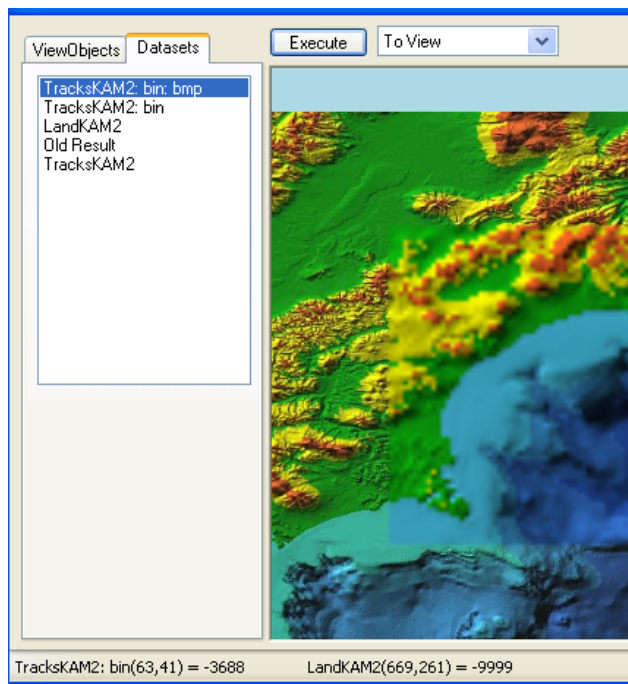 ViewObjects Datasets Execute To View
TracksKAM2: bin: bmp
TracksKAM2: bin
LandKAM2
Old Result
TracksKAM2
TracksKAM2: bin(63,41) = -3688 LandKAM2(669,261) = -9999